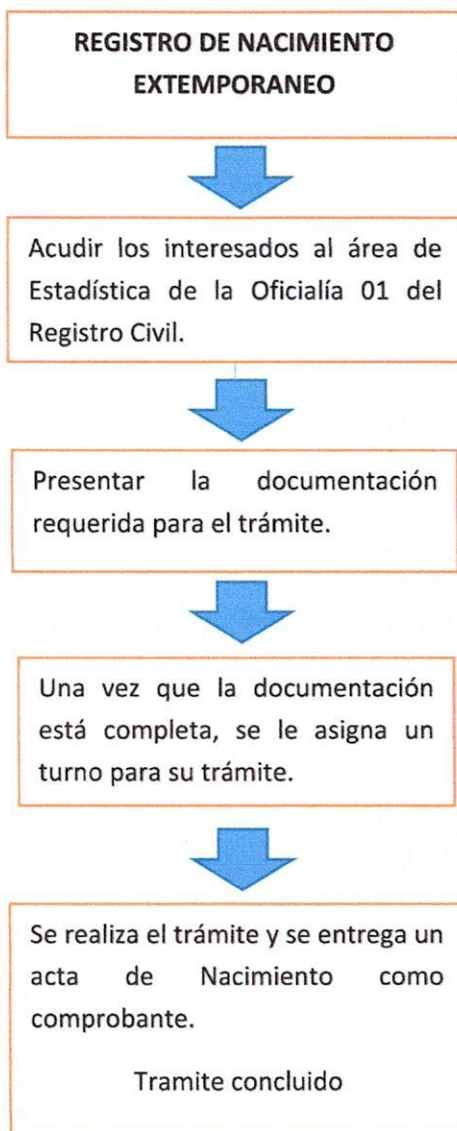 REGISTRO DE NACIMIENTO
EXTEMPORANEO
Acudir los interesados al área de
Estadística de la Oficialía 01 del
Registro Civil.
Presentar la documentación
requerida para el trámite.
Una vez que la documentación
está completa, se le asigna un
turno para su trámite.
Se realiza el trámite y se entrega un
acta de Nacimiento como
comprobante.
Tramite concluido